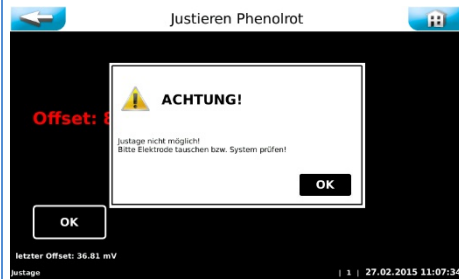 Justieren Phenolrot
ACHTUNG!
Offset:
Justage nicht möglich!
Bitte Elektrode tauschen bzw. System prüfen!
OK
OK
letzter Offset: 36.81 mV
Justage | 1 | 27.02.2015 11:07:34